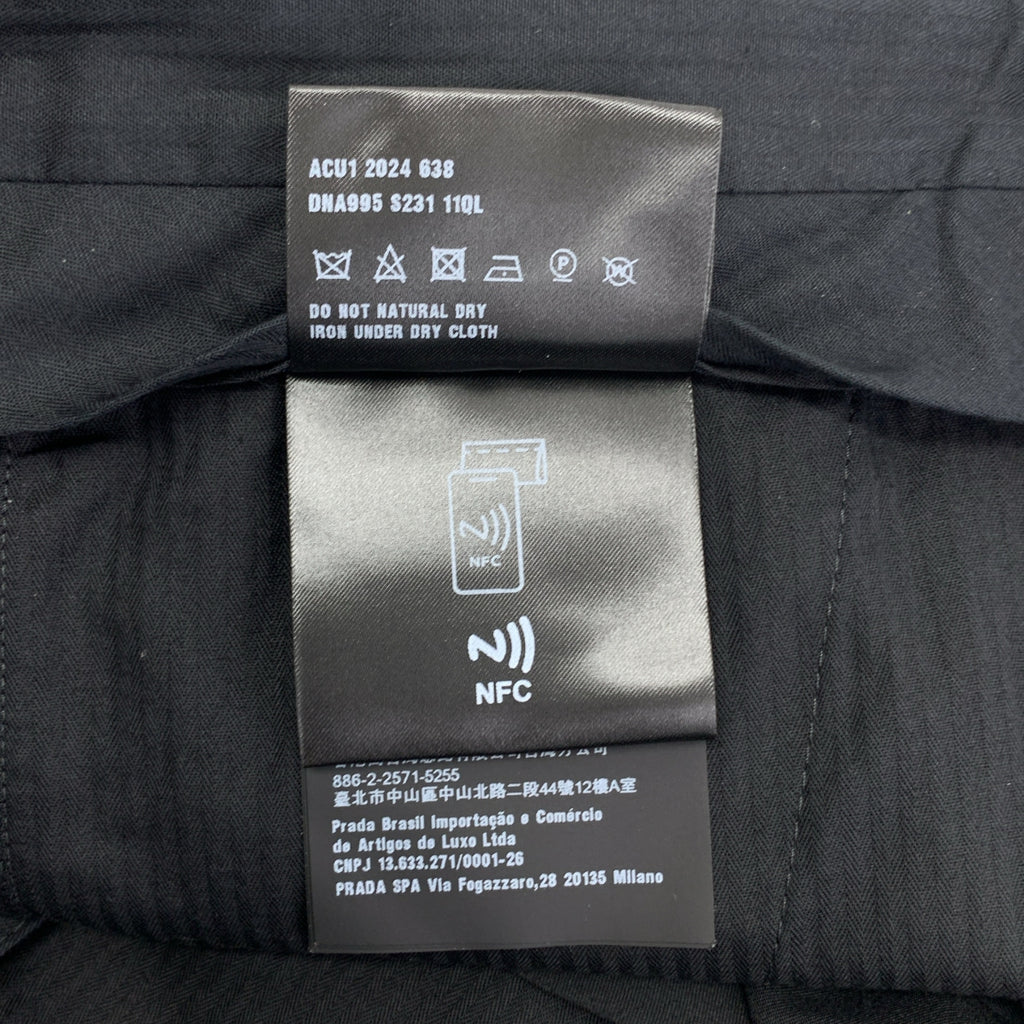 ACU1 2024 638
DNA995 S231 11QL
P
W
DO NOT NATURAL DRY
IRON UNDER DRY CLOTH
NFC
NFC
886-2-2571-5255
臺北市中山區中山北路二段44號12樓A室
Prada Brasil Importação e Comércio
de Artigos de Luxo Ltda
CNPJ 13.633.271/0001-26
PRADA SPA Via Fogazzaro,28 20135 Milano